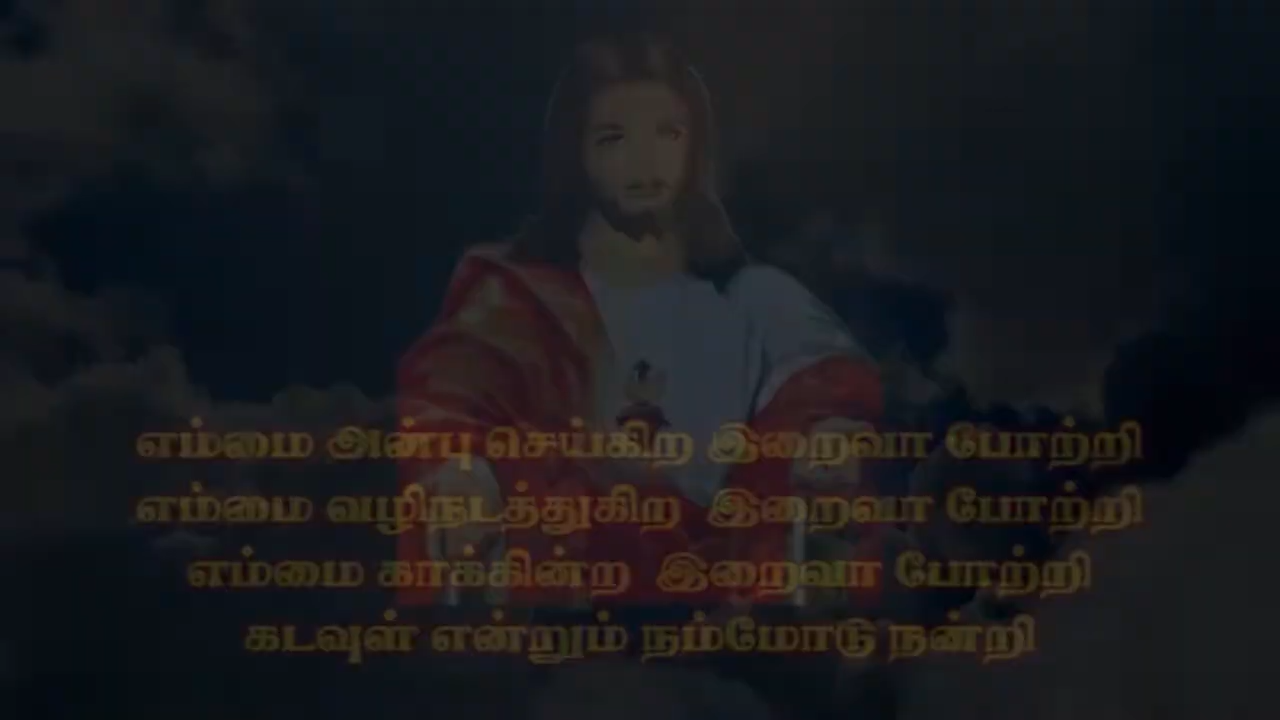 எம்மை அன்பு செய்கிற இறைவா போற்றி
எம்மை வழிநடத்துகிற இறைவா போற்றி
எம்மை காக்கின்ற இறைவா போற்றி
கடவுள் என்றும் நம்மோடு நன்றி